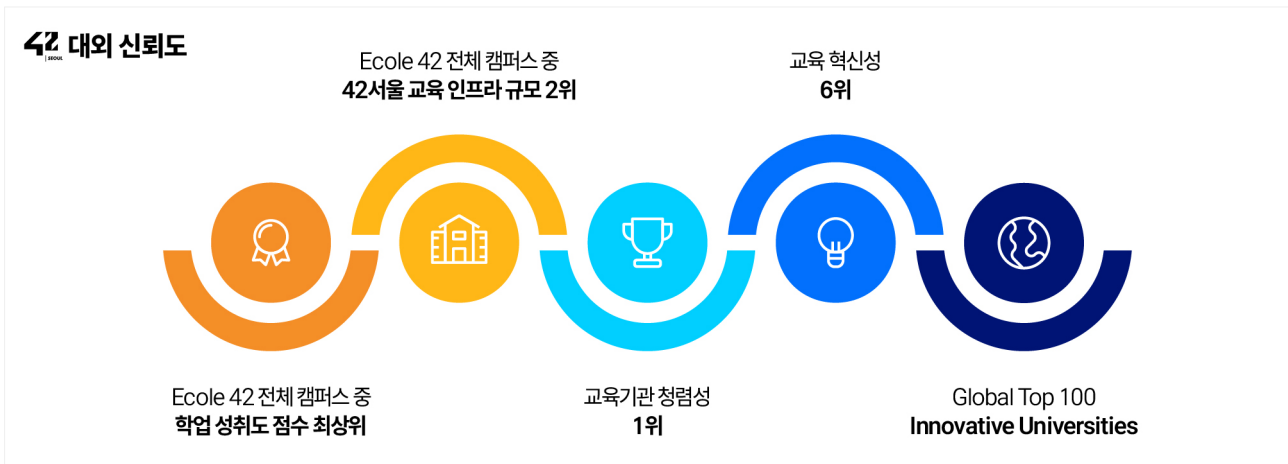 42 SEOUL 대외 신뢰도
Ecole 42 전체 캠퍼스 중
42서울 교육 인프라 규모 2위
교육 혁신성
6위
Ecole 42 전체 캠퍼스 중
학업 성취도 점수 최상위
교육기관 청렴성
1위
Global Top 100
Innovative Universities